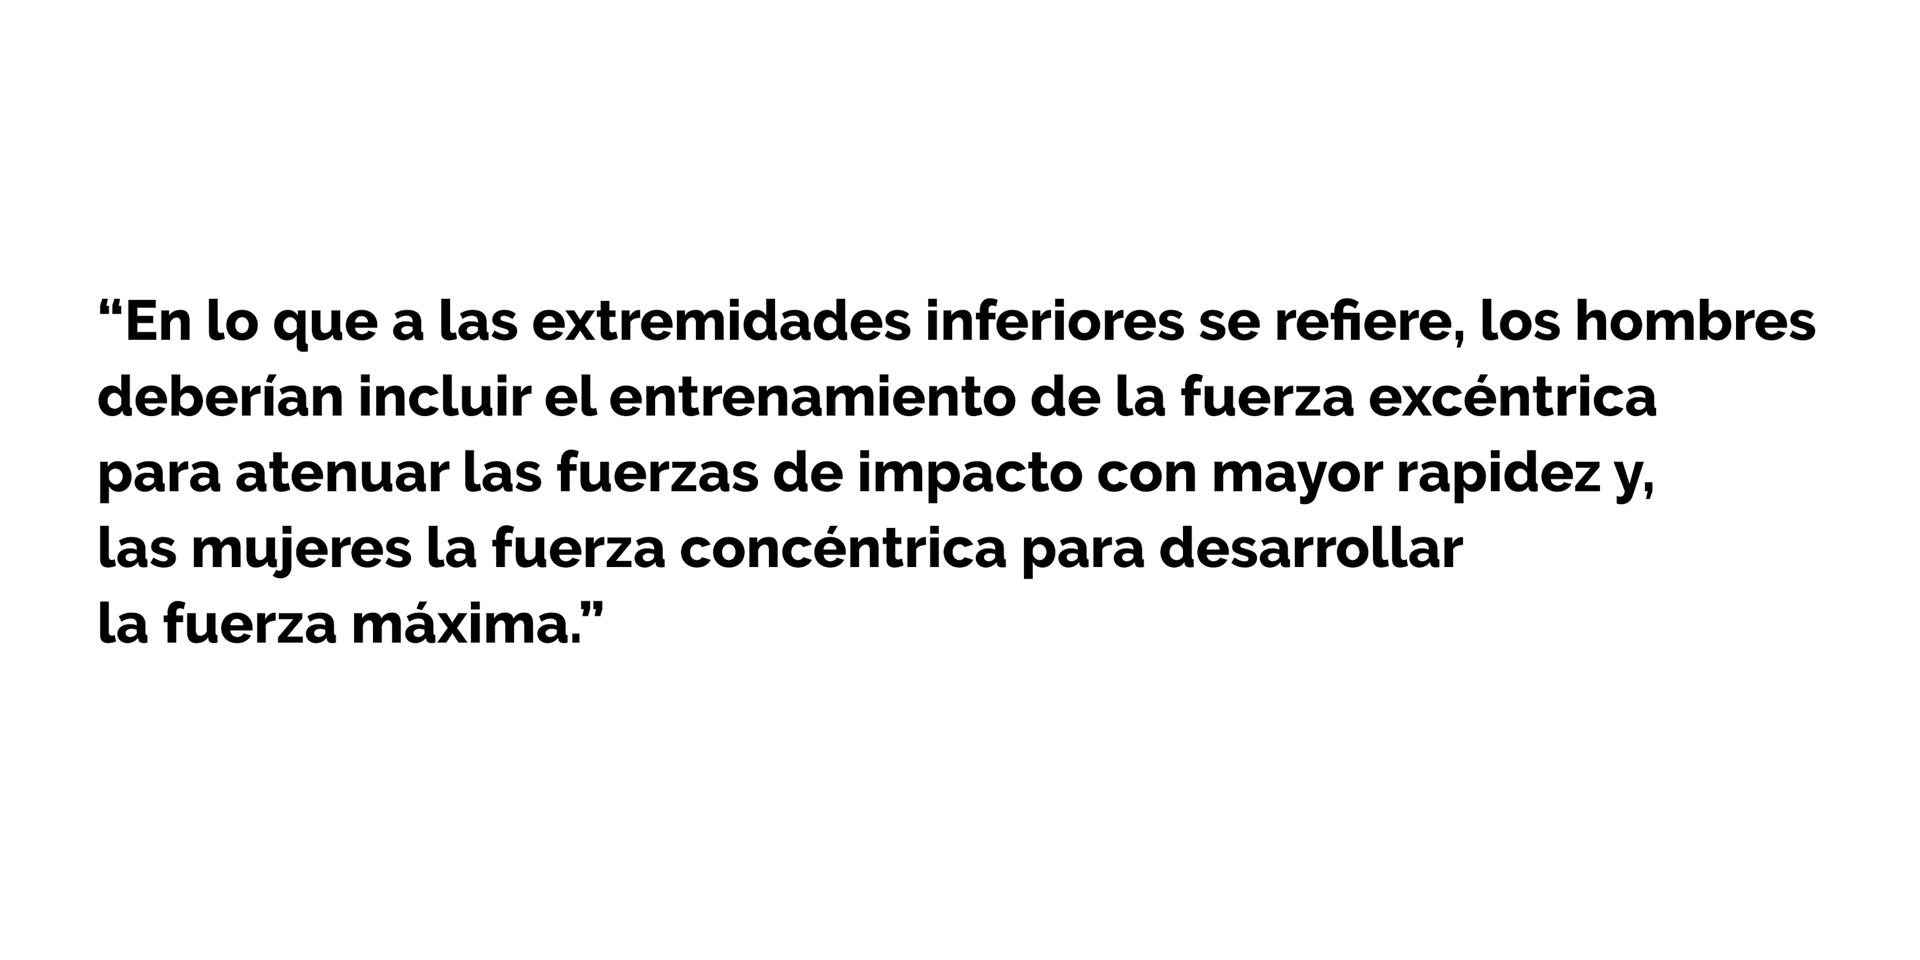 “En lo que a las extremidades inferiores se refiere, los hombres
deberían incluir el entrenamiento de la fuerza excéntrica
para atenuar las fuerzas de impacto con mayor rapidez y,
las mujeres la fuerza concéntrica para desarrollar
la fuerza máxima.”